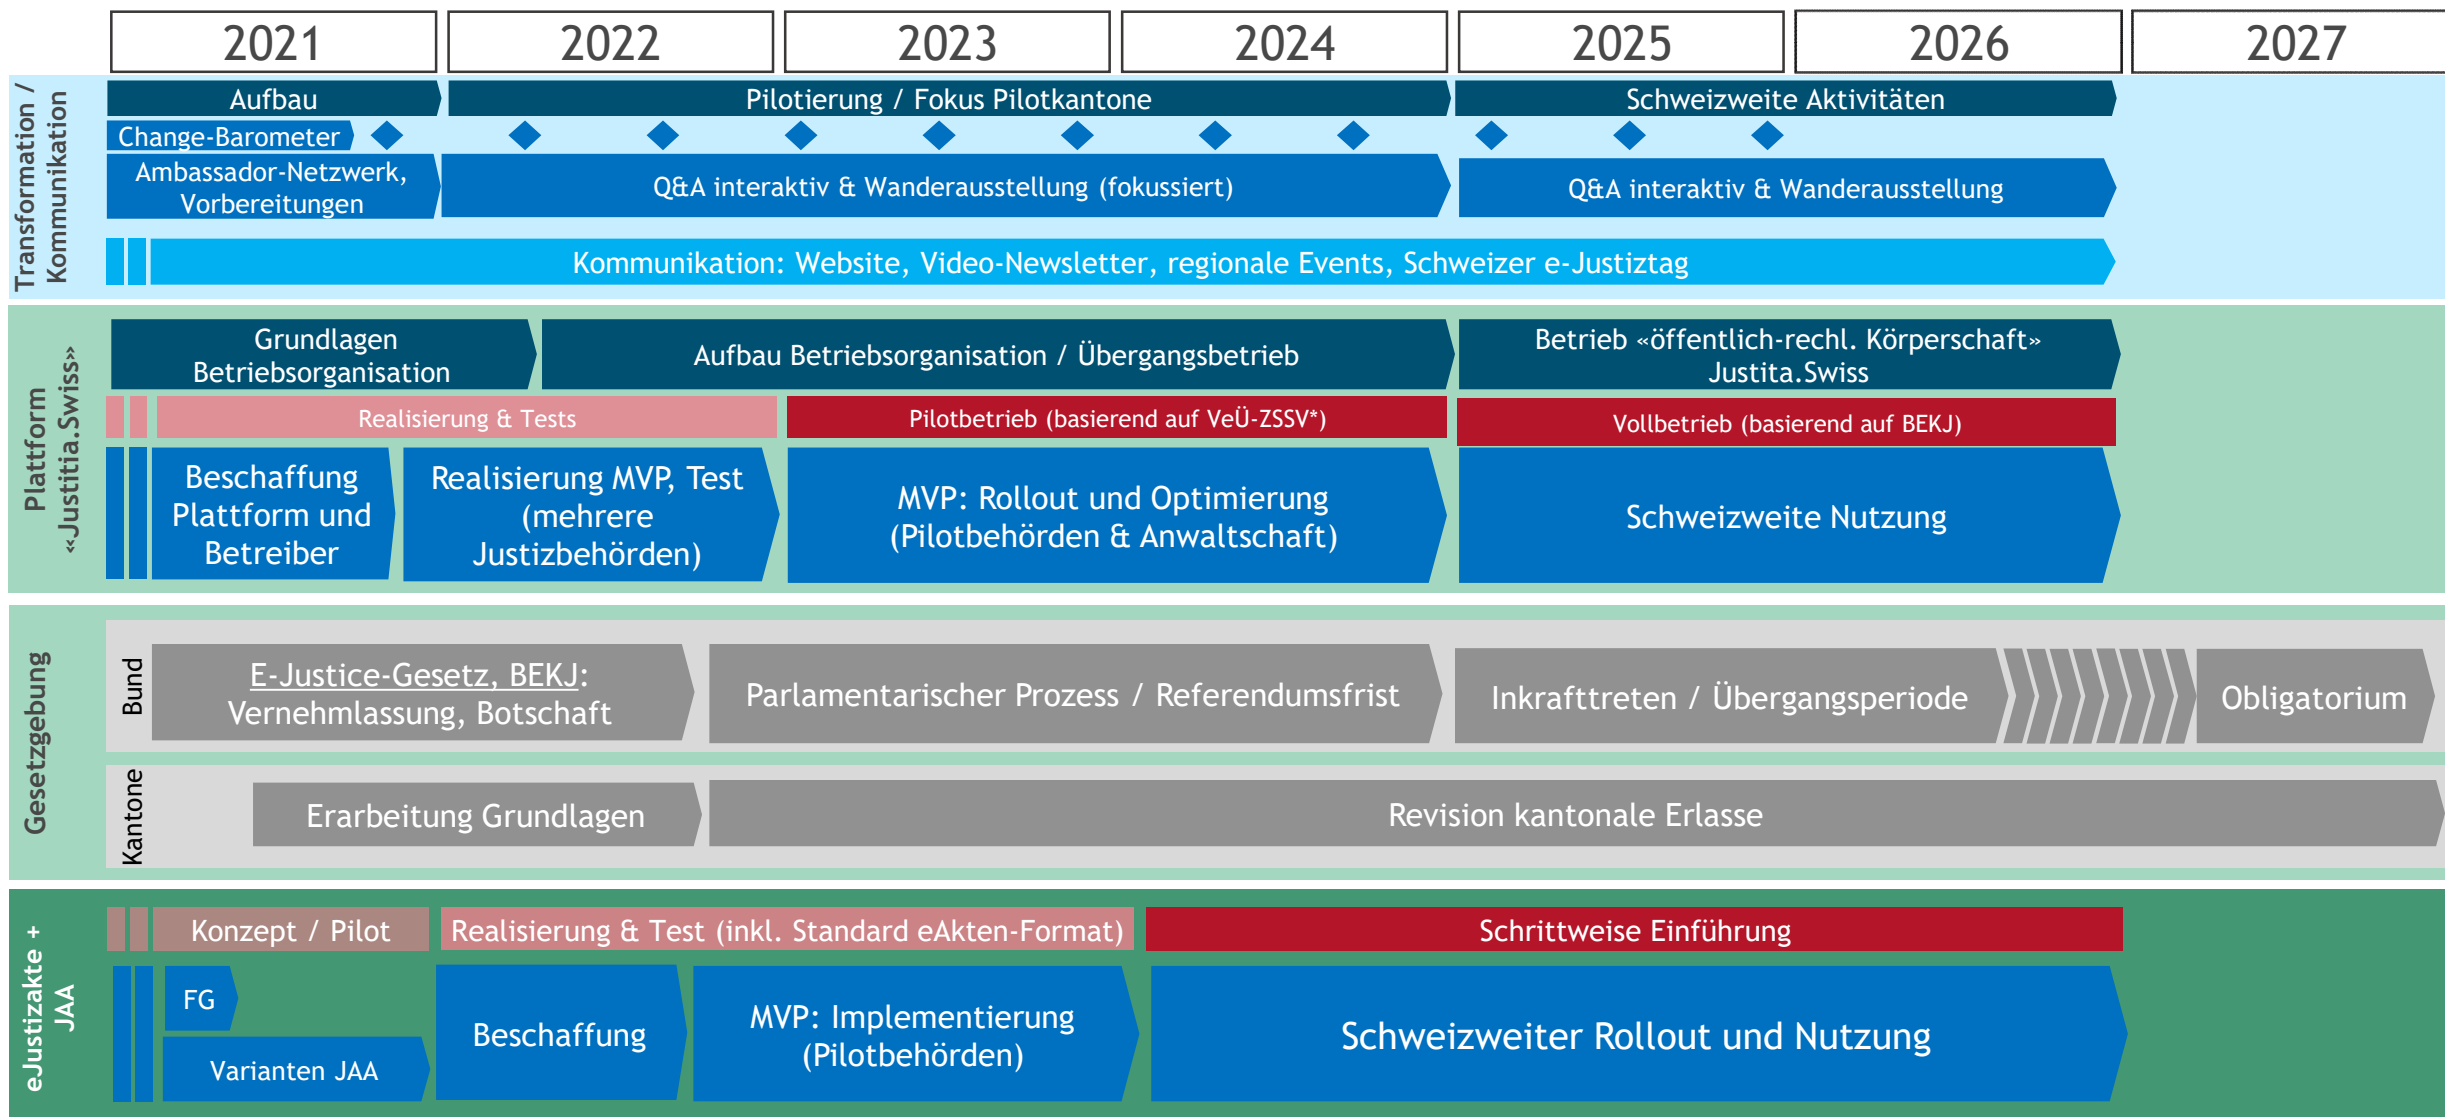 2021
2022
2023
2024
2025
2026
2027
Transformation /
Kommunikation
Aufbau
Pilotierung / Fokus Pilotkantone
Schweizweite Aktivitäten
Change-Barometer
Ambassador-Netzwerk,
Vorbereitungen
Q&A interaktiv & Wanderausstellung (fokussiert)
Q&A interaktiv & Wanderausstellung
Kommunikation: Website, Video-Newsletter, regionale Events, Schweizer e-Justiztag
Plattform
«Justitia.Swiss»
Grundlagen
Betriebsorganisation
Aufbau Betriebsorganisation / Übergangsbetrieb
Betrieb «öffentlich-rechl. Körperschaft»
Justita.Swiss
Realisierung & Tests
Pilotbetrieb (basierend auf VeÜ-ZSSV*)
Vollbetrieb (basierend auf BEKJ)
Beschaffung
Plattform und
Betreiber
Realisierung MVP, Test
(mehrere
Justizbehörden)
MVP: Rollout und Optimierung
(Pilotbehörden & Anwaltschaft)
Schweizweite Nutzung
Gesetzgebung
Bund
E-Justice-Gesetz, BEKJ:
Vernehmlassung, Botschaft
Parlamentarischer Prozess / Referendumsfrist
Inkrafttreten / Übergangsperiode
Obligatorium
Kantone
Erarbeitung Grundlagen
Revision kantonale Erlasse
eJustizakte +
JAA
Konzept / Pilot
Realisierung & Test (inkl. Standard eAkten-Format)
Schrittweise Einführung
FG
Varianten JAA
Beschaffung
MVP: Implementierung
(Pilotbehörden)
Schweizweiter Rollout und Nutzung